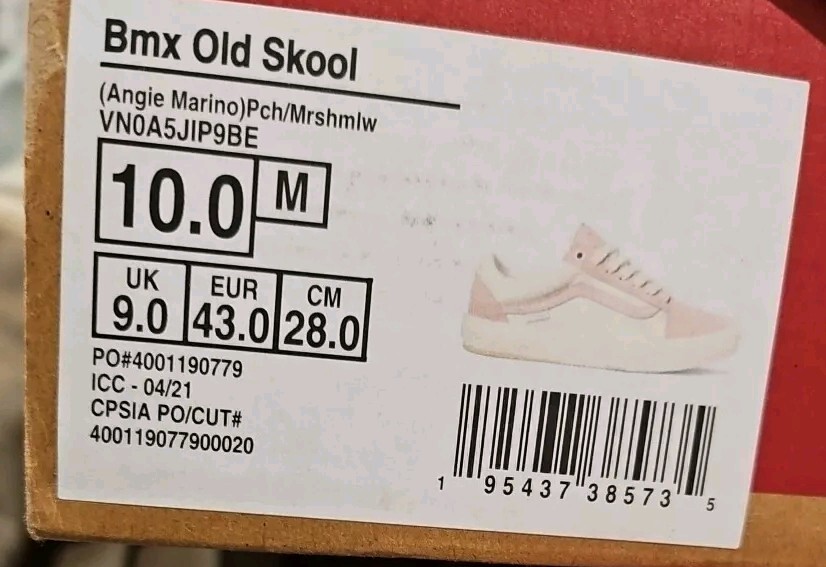 Bmx Old Skool
(Angie Marino)Pch/Mrshmlw
VN0A5JIP9BE
10.0 M
UK EUR CM
9.0 43.0 28.0
PO#4001190779
ICC - 04/21
CPSIA PO/CUT#
400119077900020
1 95437 38573 5